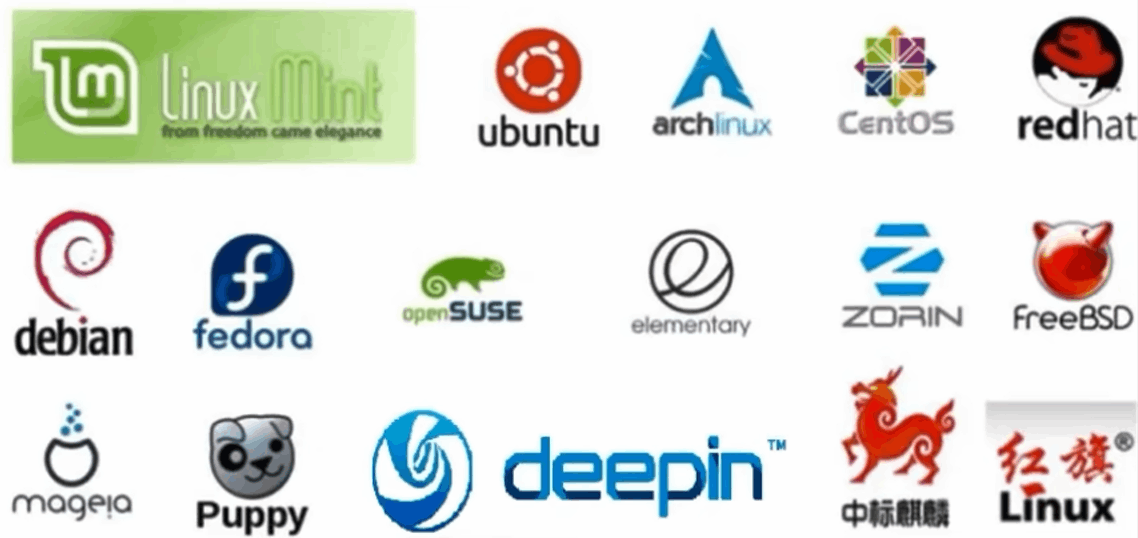 Linux Mint
from freedom came elegance
ubuntu
archlinux
CentOS
redhat
debian
fedora
openSUSE
elementary
ZORIN
FreeBSD
mageia
Puppy
deepin™
中标麒麟
红旗®
Linux